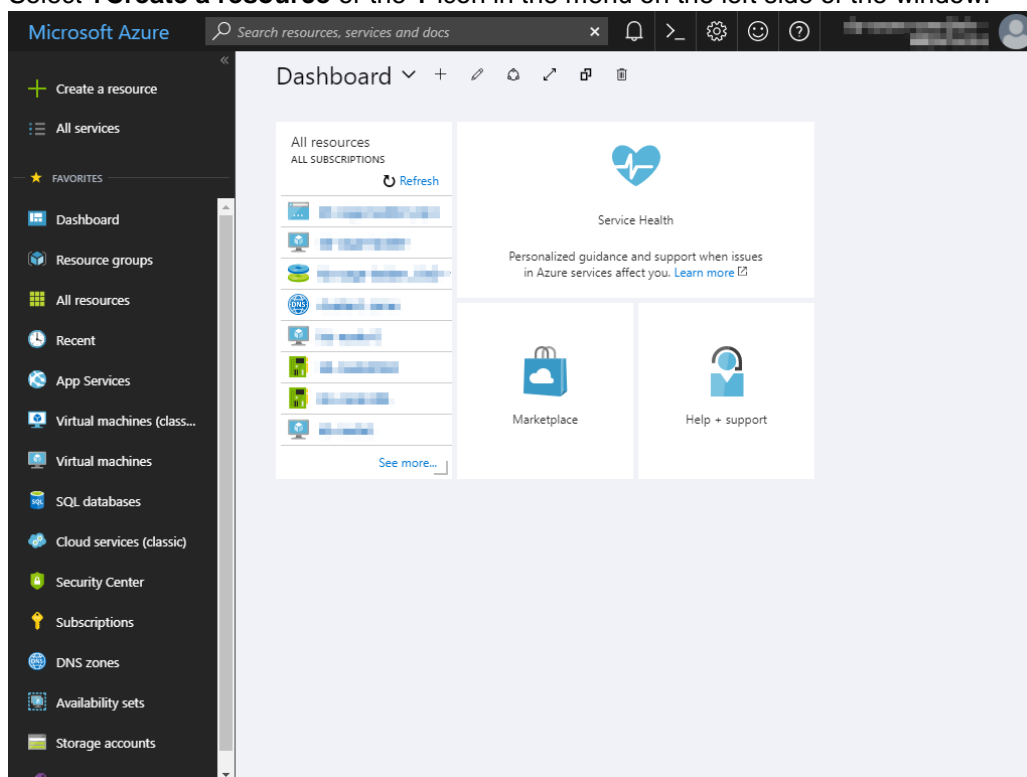 Select +Create a resource or the + icon in the menu on the left side of the window.
Microsoft Azure
Search resources, services and docs
Create a resource
All services
FAVORITES
Dashboard
Resource groups
All resources
Recent
App Services
Virtual machines (class...
Virtual machines
SQL databases
Cloud services (classic)
Security Center
Subscriptions
DNS zones
Availability sets
Storage accounts
Dashboard
All resources
ALL SUBSCRIPTIONS
Refresh
See more...
Service Health
Personalized guidance and support when issues
in Azure services affect you. Learn more
Marketplace
Help + support